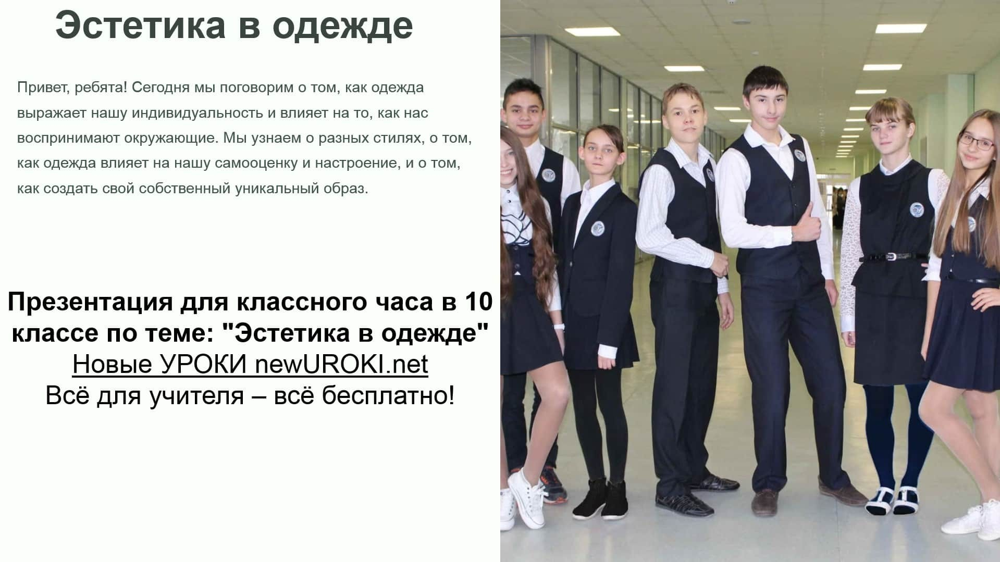 Эстетика в одежде
Привет, ребята! Сегодня мы поговорим о том, как одежда
выражает нашу индивидуальность и влияет на то, как нас
воспринимают окружающие. Мы узнаем о разных стилях, о том,
как одежда влияет на нашу самооценку и настроение, и о том,
как создать свой собственный уникальный образ.
Презентация для классного часа в 10
классе по теме: "Эстетика в одежде"
Новые УРОКИ newUROKI.net
Всё для учителя – всё бесплатно!